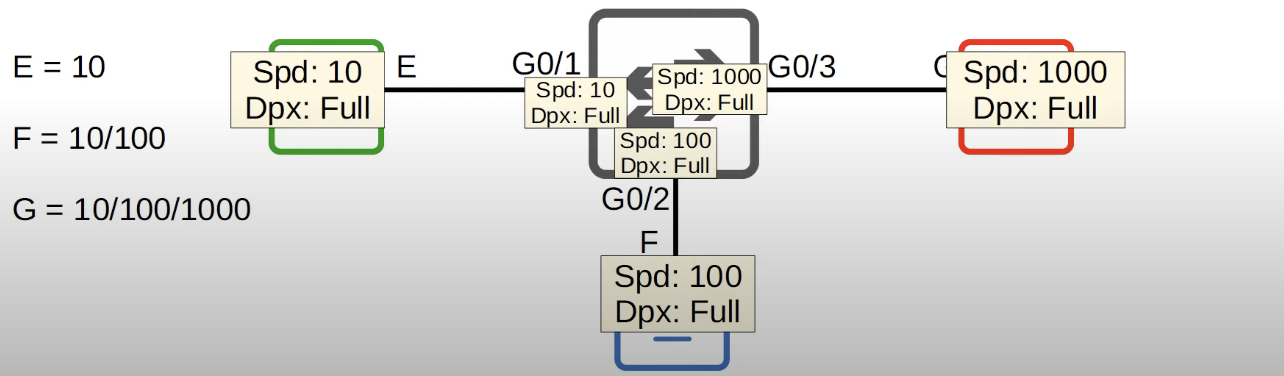 E = 10
F = 10/100
G = 10/100/1000
Spd: 10
Dpx: Full
E
G0/1
Spd: 10
Dpx: Full
Spd: 1000
Dpx: Full
Spd: 100
Dpx: Full
G0/3
Spd: 1000
Dpx: Full
G0/2
F
Spd: 100
Dpx: Full